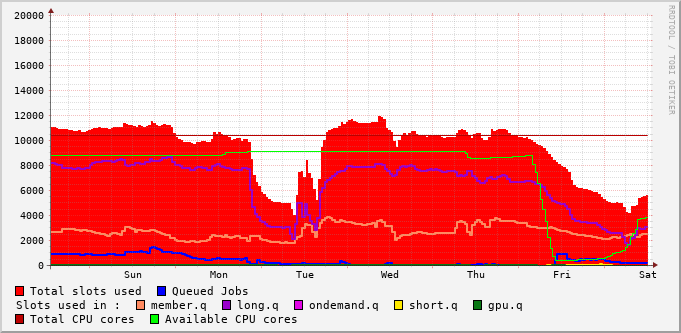 20000
18000
16000
14000
12000
10000
8000
6000
4000
2000
0
Sun Mon Tue Wed Thu Fri Sat
RRDTOOL / TOBI OETIKER
Total slots used Queued Jobs
Slots used in : member.q long.q ondemand.q short.q gpu.q
Total CPU cores Available CPU cores